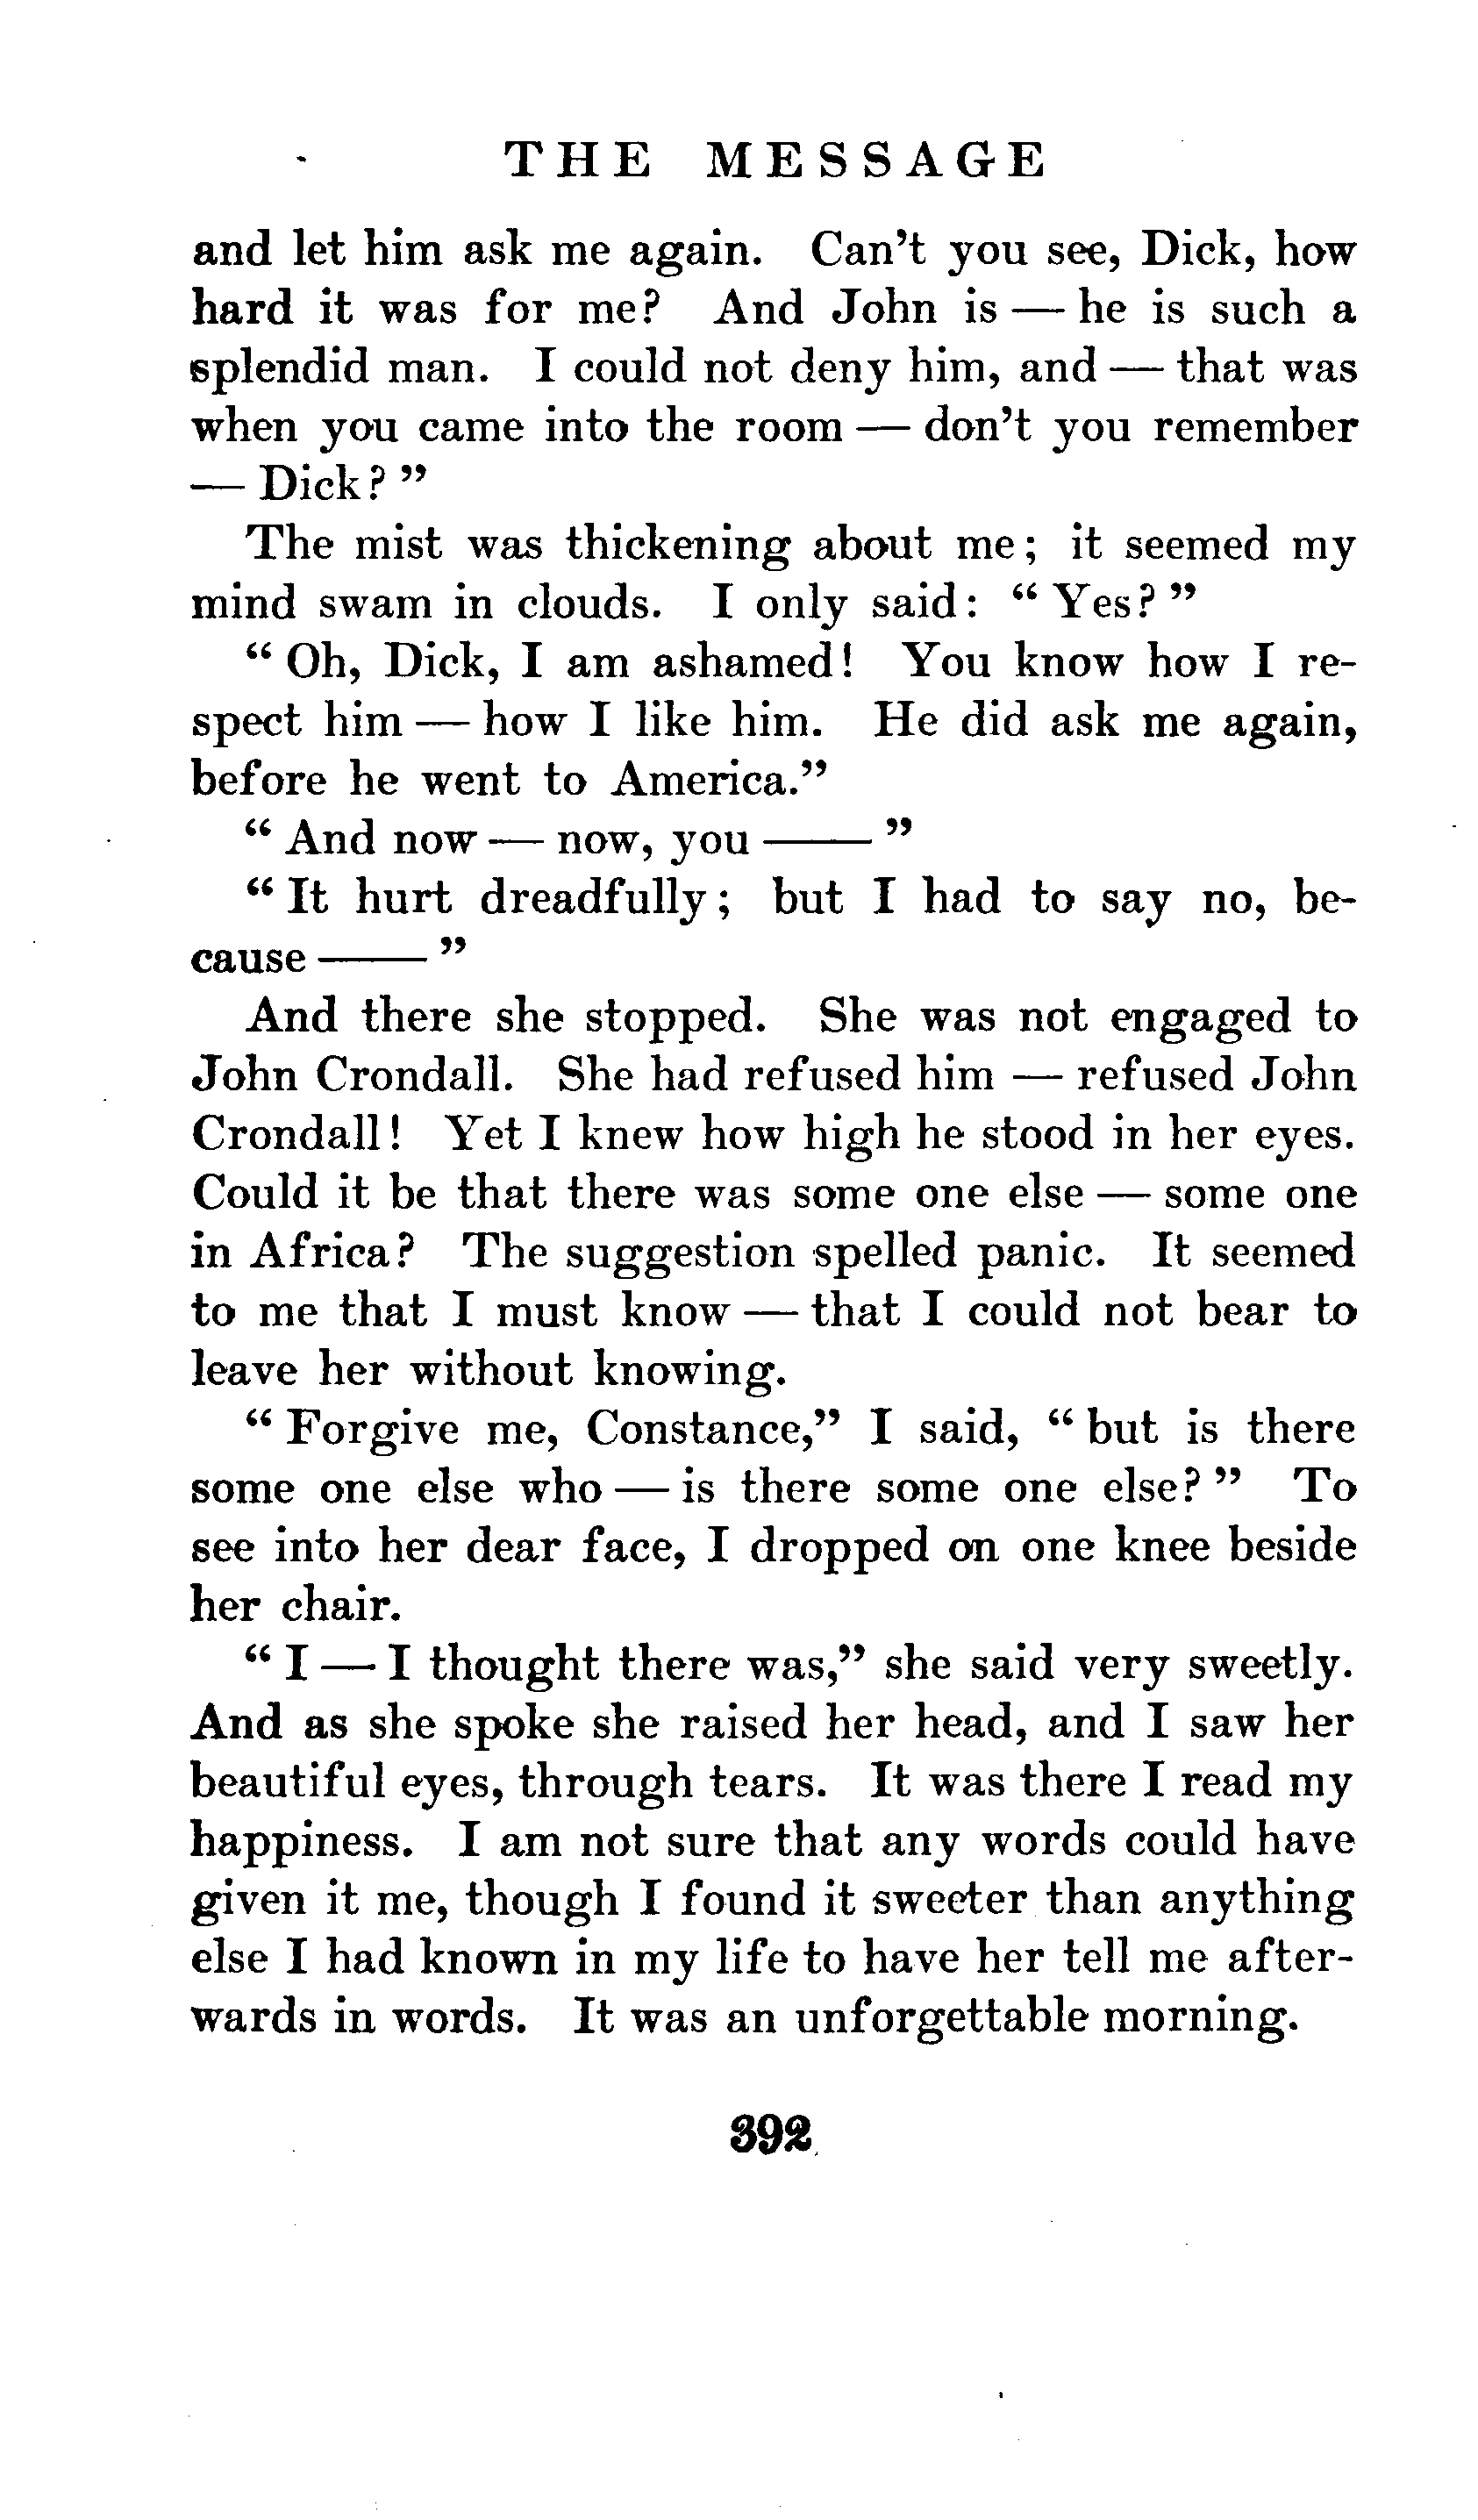 THE MESSAGE
and let him ask me again. Can't you see, Dick, how
hard it was for me? And John is — he is such a
splendid man. I could not deny him, and — that was
when you came into the room — don't you remember
— Dick? "
The mist was thickening about me; it seemed my
mind swam in clouds. I only said: " Yes? "
" Oh, Dick, I am ashamed! You know how I re-
spect him — how I like him. He did ask me again,
before he went to America."
" And now — now, you —— "
" It hurt dreadfully; but I had to say no, be-
cause —— "
And there she stopped. She was not engaged to
John Crondall. She had refused him — refused John
Crondall! Yet I knew how high he stood in her eyes.
Could it be that there was some one else — some one
in Africa? The suggestion spelled panic. It seemed
to me that I must know — that I could not bear to
leave her without knowing.
" Forgive me, Constance," I said, " but is there
some one else who — is there some one else? " To
see into her dear face, I dropped on one knee beside
her chair.
" I — I thought there was," she said very sweetly.
And as she spoke she raised her head, and I saw her
beautiful eyes, through tears. It was there I read my
happiness. I am not sure that any words could have
given it me, though I found it sweeter than anything
else I had known in my life to have her tell me after-
wards in words. It was an unforgettable morning.
392